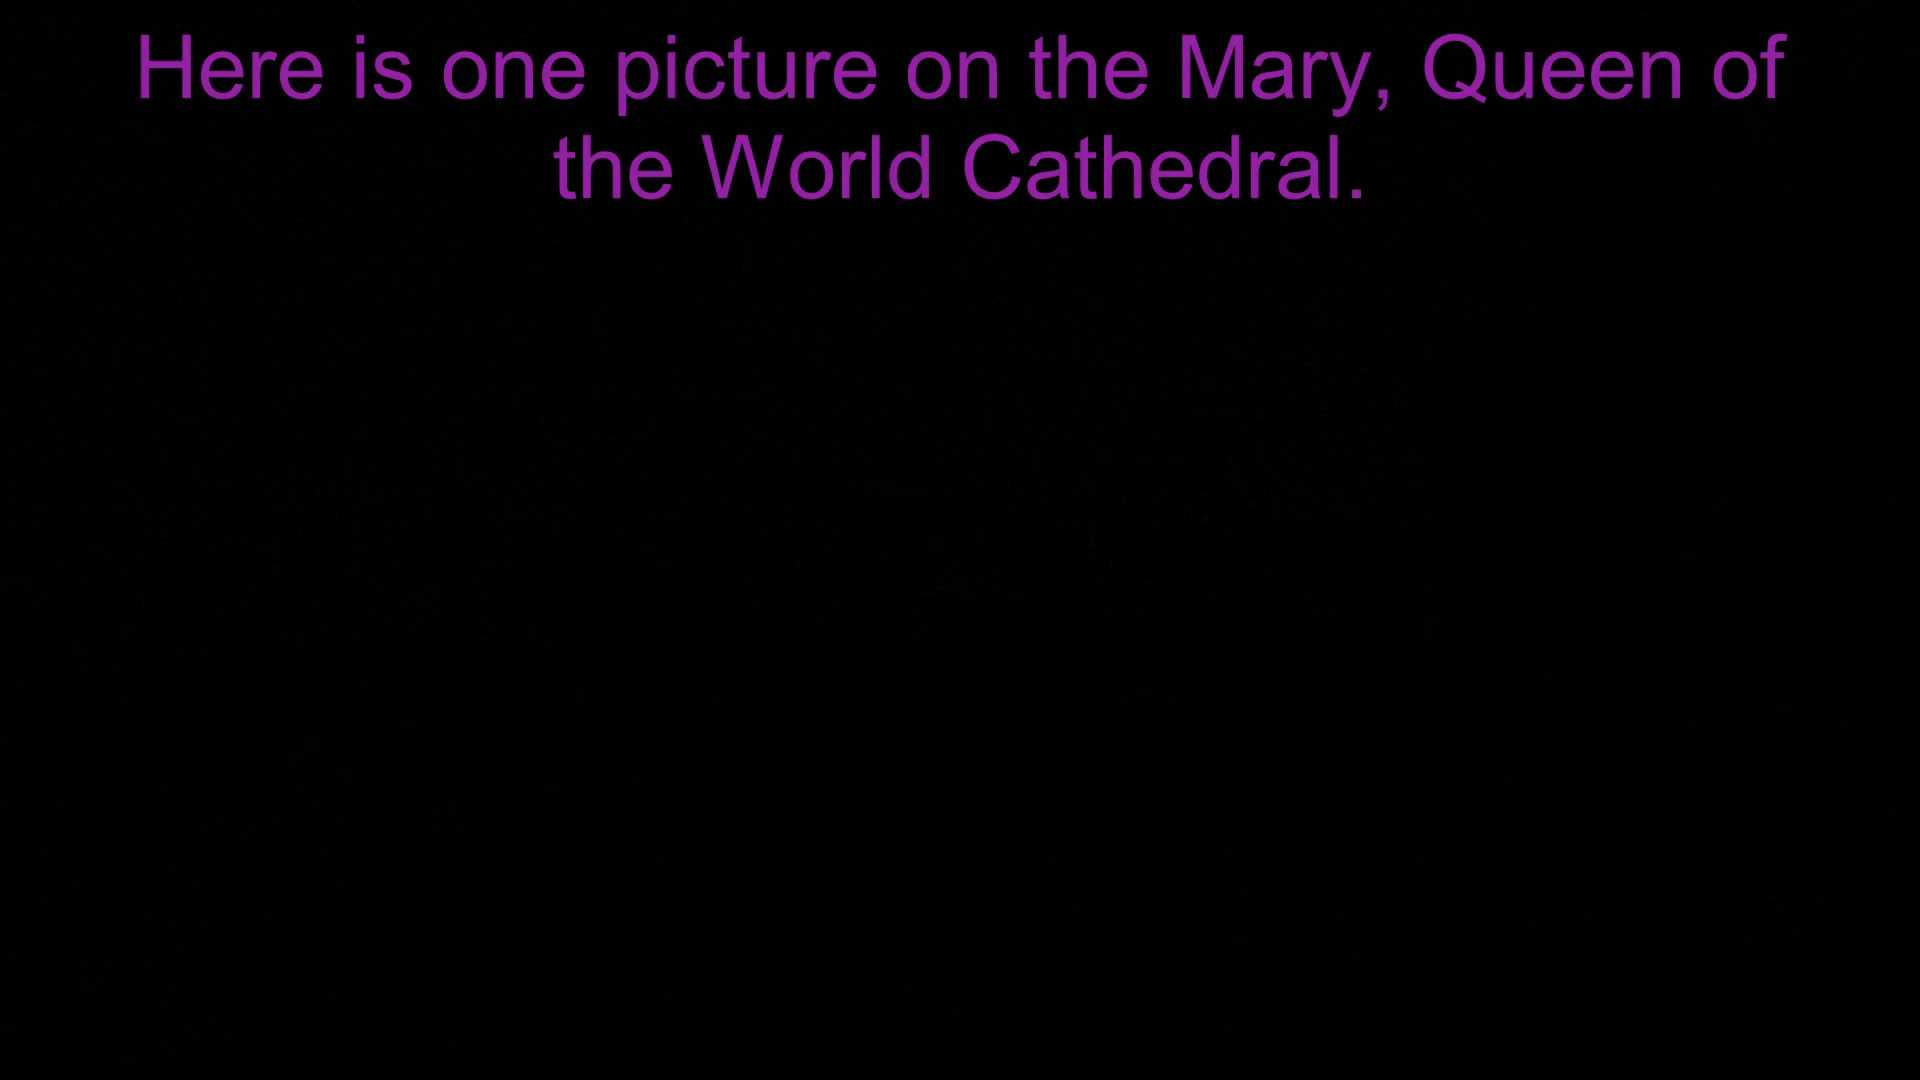 Here is one picture on the Mary, Queen of
the World Cathedral.